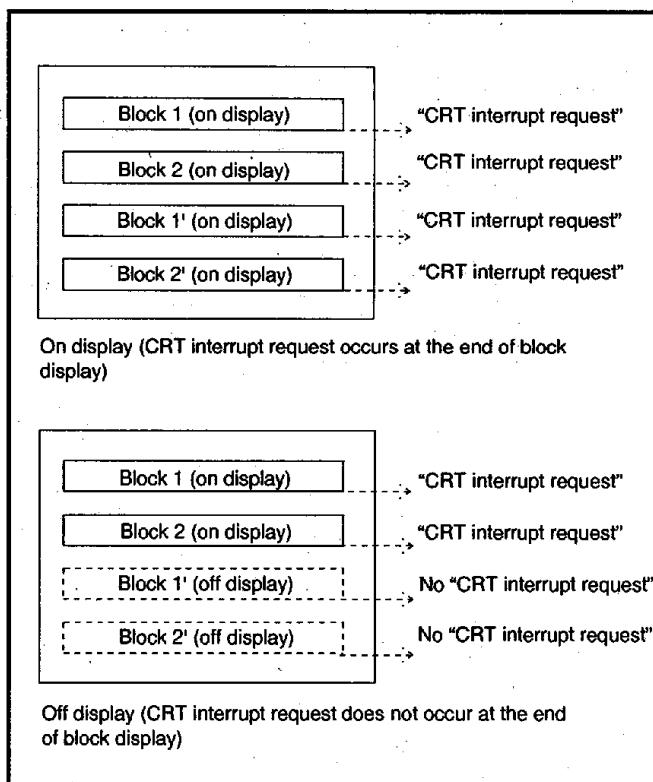 Block 1 (on display)
"CRT interrupt request"
Block 2 (on display)
"CRT interrupt request"
Block 1' (on display)
"CRT interrupt request"
Block 2' (on display)
"CRT interrupt request"
On display (CRT interrupt request occurs at the end of block
display)
Block 1 (on display)
"CRT interrupt request"
Block 2 (on display)
"CRT interrupt request"
Block 1' (off display)
No "CRT interrupt request"
Block 2' (off display)
No "CRT interrupt request"
Off display (CRT interrupt request does not occur at the end
of block display)